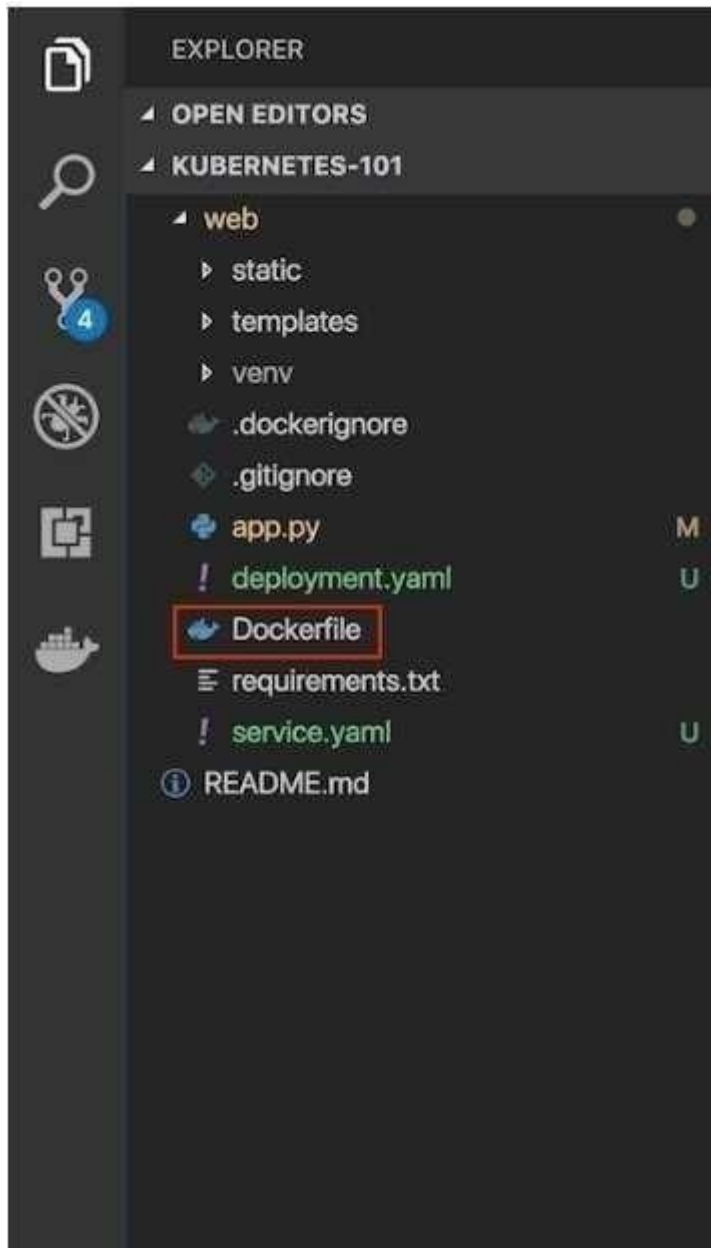 EXPLORER
OPEN EDITORS
KUBERNETES-101
web
static
templates
4
venv
.dockerignore
.gitignore
app.py M
deployment.yaml U
Dockerfile
requirements.txt
service.yaml U
README.md